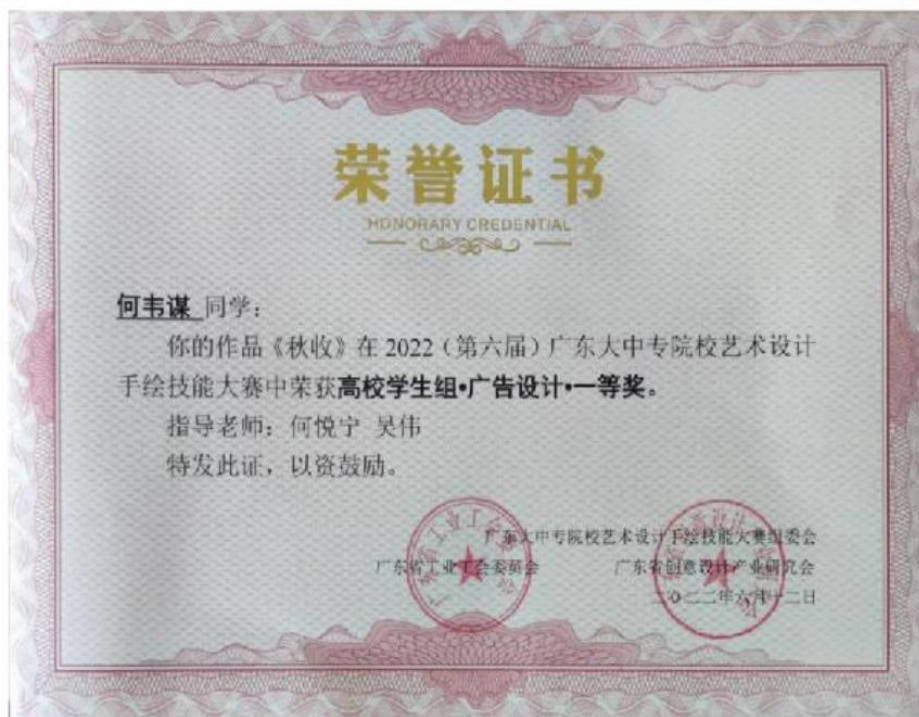 荣誉证书
HONORARY CREDENTIAL
何韦谋 同学：
你的作品《秋收》在 2022（第六届）广东大中专院校艺术设计
手绘技能大赛中荣获高校学生组•广告设计•一等奖。
指导老师：何悦宁 吴伟
特发此证，以资鼓励。
广东大中专院校艺术设计手绘技能大赛组委会
广东省工业工会委员会 广东省创意设计产业研究会
二〇二二年六月十二日